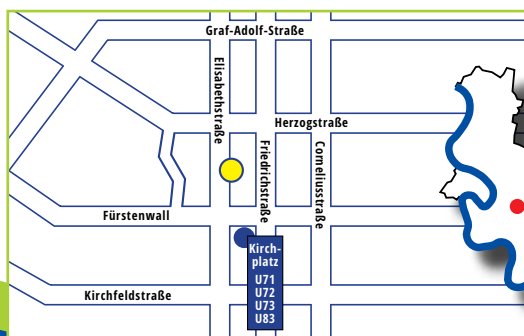 Graf-Adolf-Straße
Elisabethstraße
Herzogstraße
Friedrichstraße
Corneliusstraße
Fürstenwall
Kirch-
platz
U71
U72
U73
U83
Kirchfeldstraße